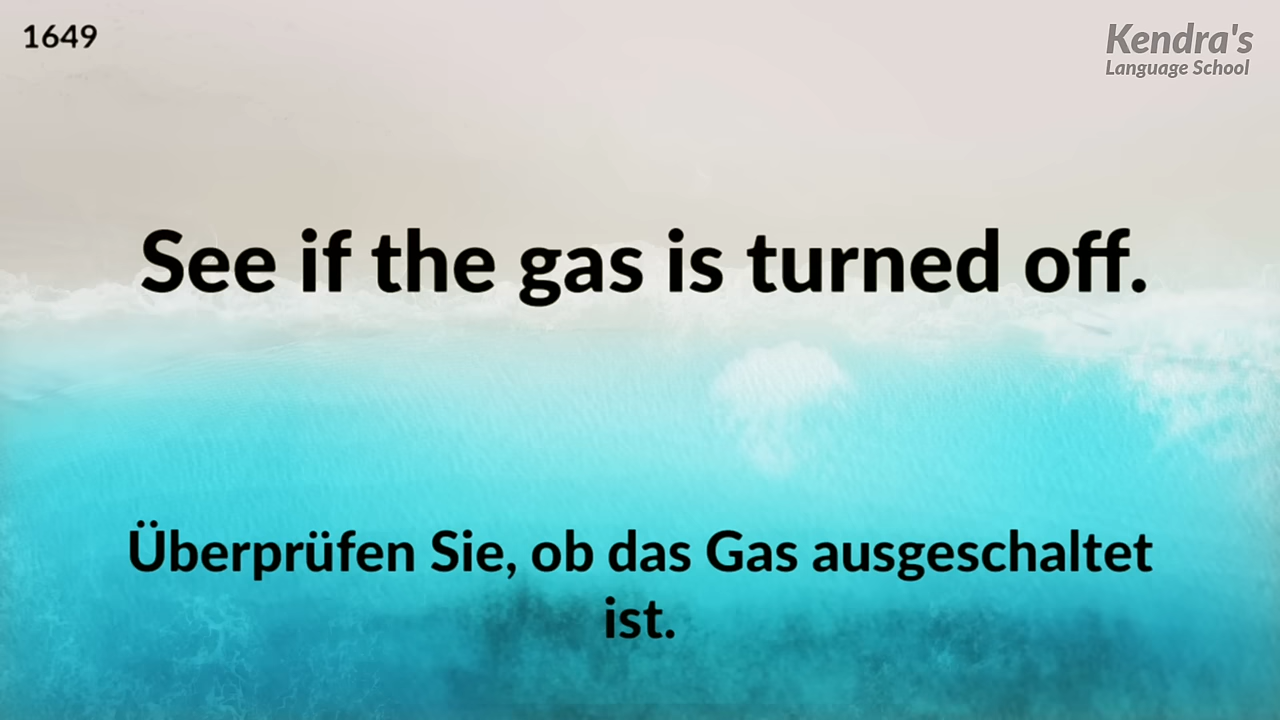 1649
Kendra's
Language School
See if the gas is turned off.
Überprüfen Sie, ob das Gas ausgeschaltet
ist.